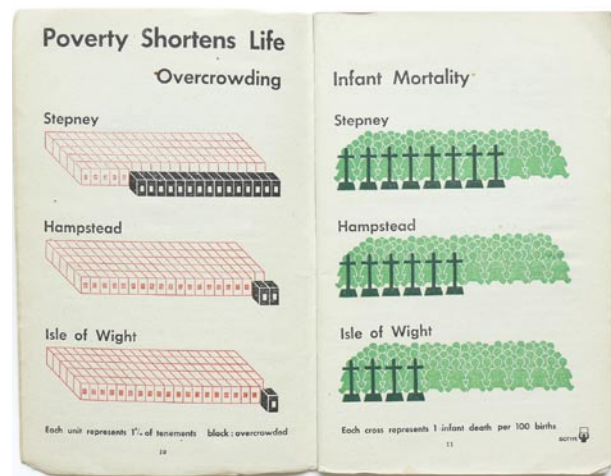 Poverty Shortens Life
Overcrowding
Stepney
Hampstead
Isle of Wight
Each unit represents 1% of tenements black: overcrowded
10
Infant Mortality
Stepney
Hampstead
Isle of Wight
Each cross represents 1 infant death per 100 births
11
ISOTYPE